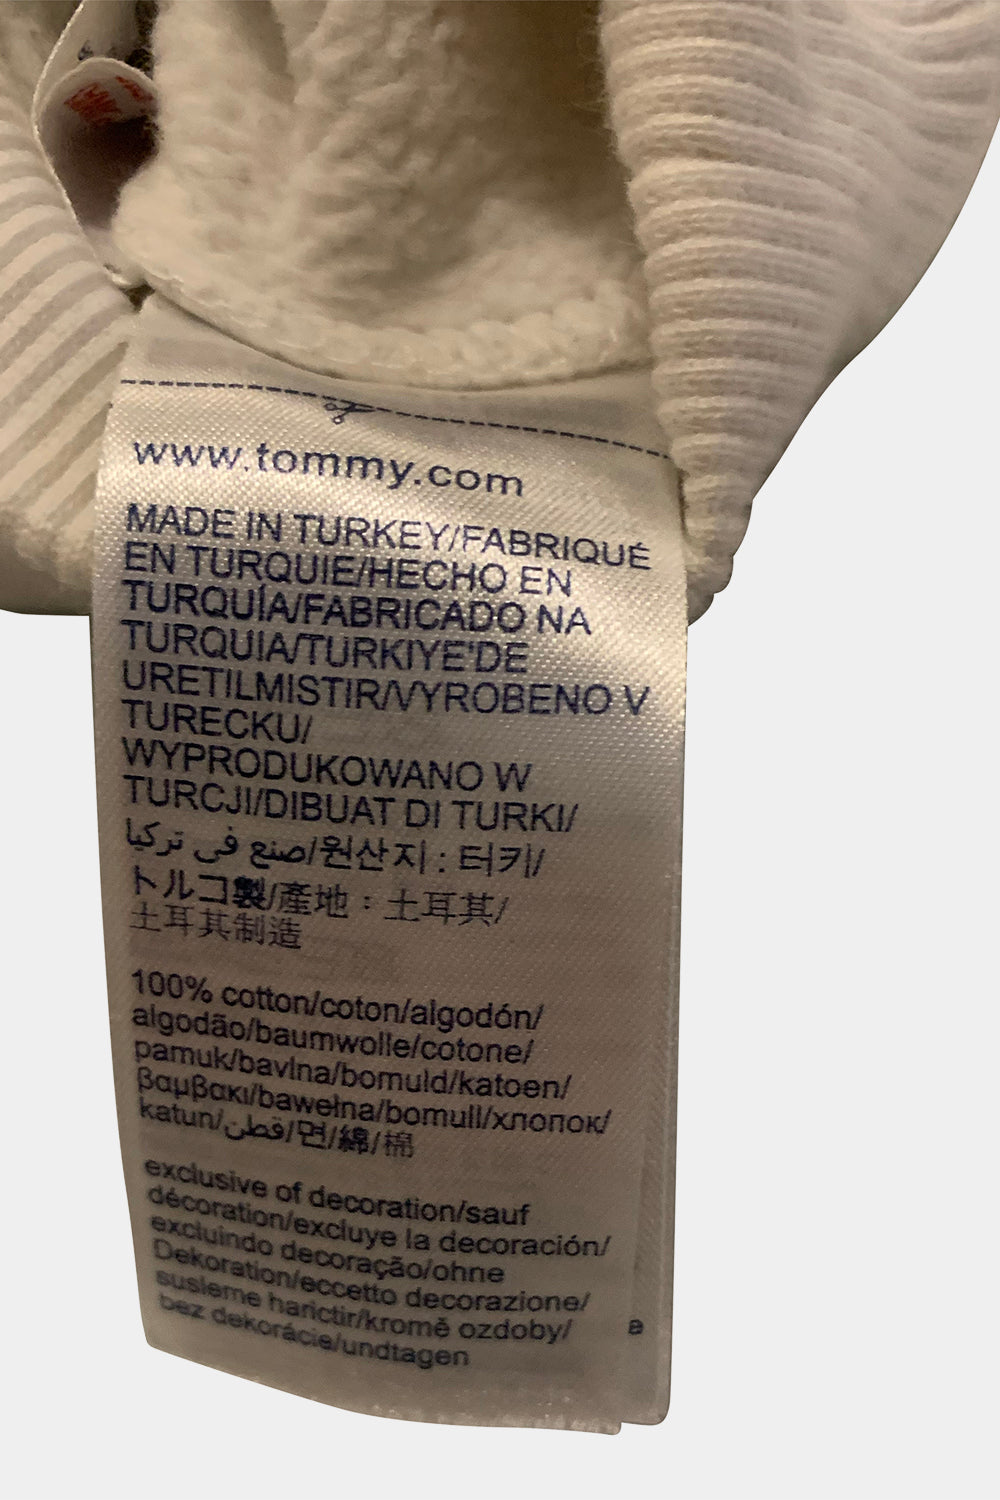 www.tommy.com
MADE IN TURKEY/FABRIQUÉ
EN TURQUIE/HECHO EN
TURQUÍA/FABRICADO NA
TURQUIA/TURKIYE'DE
URETILMISTIR/VYROBENO V
TURECKU/
WYPRODUKOWANO W
TURCJI/DIBUAT DI TURKI/
صنع في تركيا/원산지 : 터키/
トルコ製/產地：土耳其/
土耳其制造
100% cotton/coton/algodón/
algodão/baumwolle/cotone/
pamuk/bavlna/bomuld/katoen/
βαμβακι/bawełna/bomull/хлопок/
katun/قطن/면/綿/棉
exclusive of decoration/sauf
décoration/excluye la decoración/
excluindo decoração/ohne
Dekoration/eccetto decorazione/
susleme harictir/kromě ozdoby/
bez dekorácie/undtagen